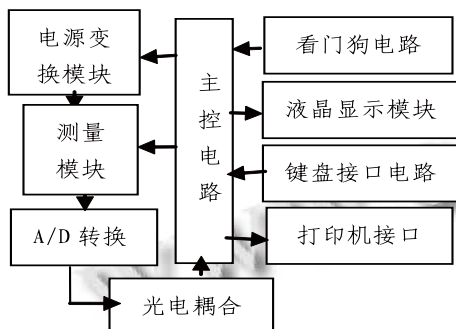 电源变
换模块
测量
模块
A/D 转换
主
控
电
路
看门狗电路
液晶显示模块
键盘接口电路
打印机接口
光电耦合